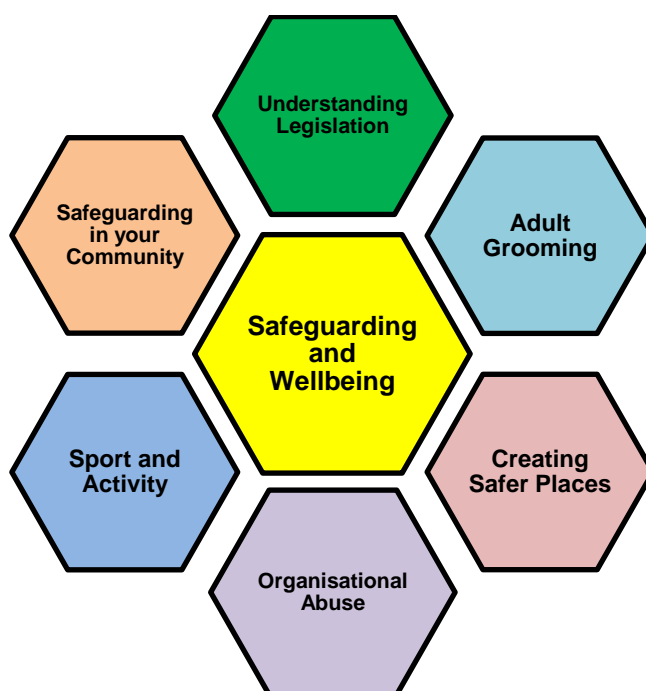 Understanding
Legislation
Safeguarding
in your
Community
Adult
Grooming
Safeguarding
and
Wellbeing
Sport and
Activity
Creating
Safer Places
Organisational
Abuse